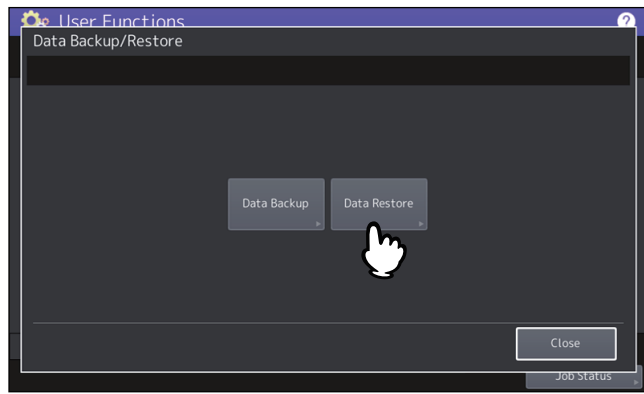 User Functions
?
Data Backup/Restore
Data Backup
Data Restore
Close
Job Status